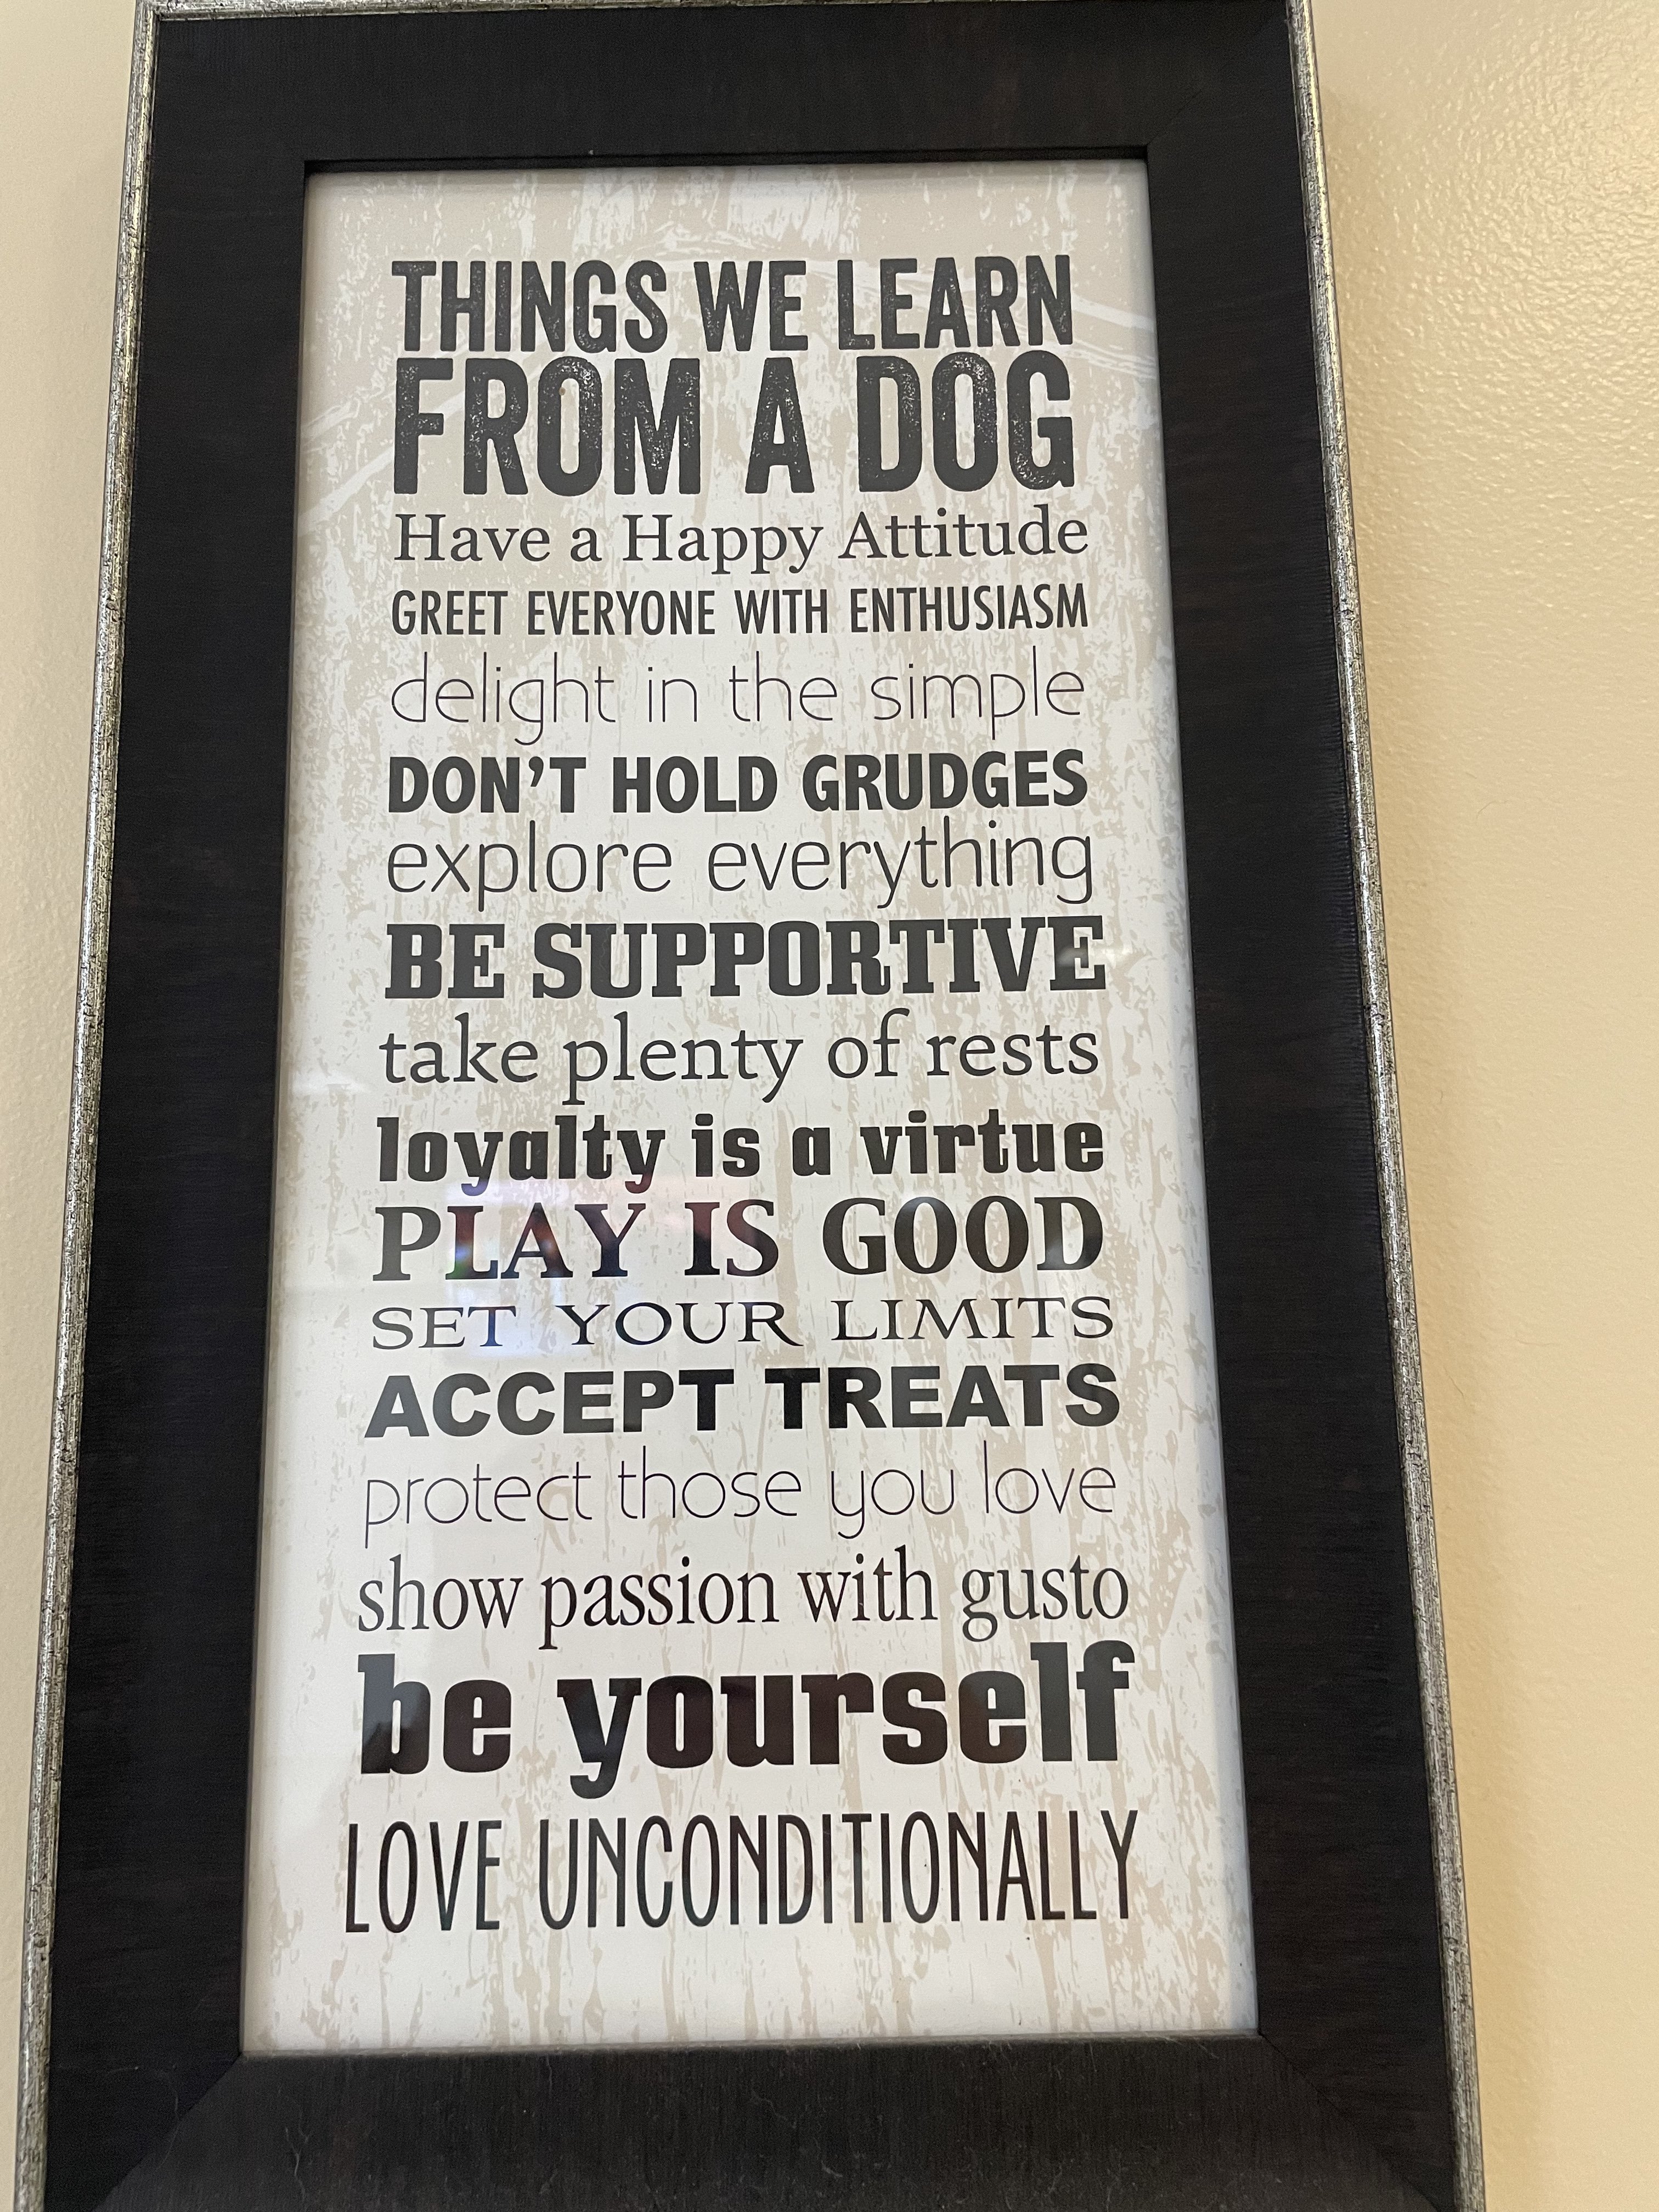 THINGS WE LEARN
FROM A DOG
Have a Happy Attitude
GREET EVERYONE WITH ENTHUSIASM
delight in the simple
DON'T HOLD GRUDGES
explore everything
BE SUPPORTIVE
take plenty of rests
loyalty is a virtue
PLAY IS GOOD
SET YOUR LIMITS
ACCEPT TREATS
protect those you love
show passion with gusto
be yourself
LOVE UNCONDITIONALLY